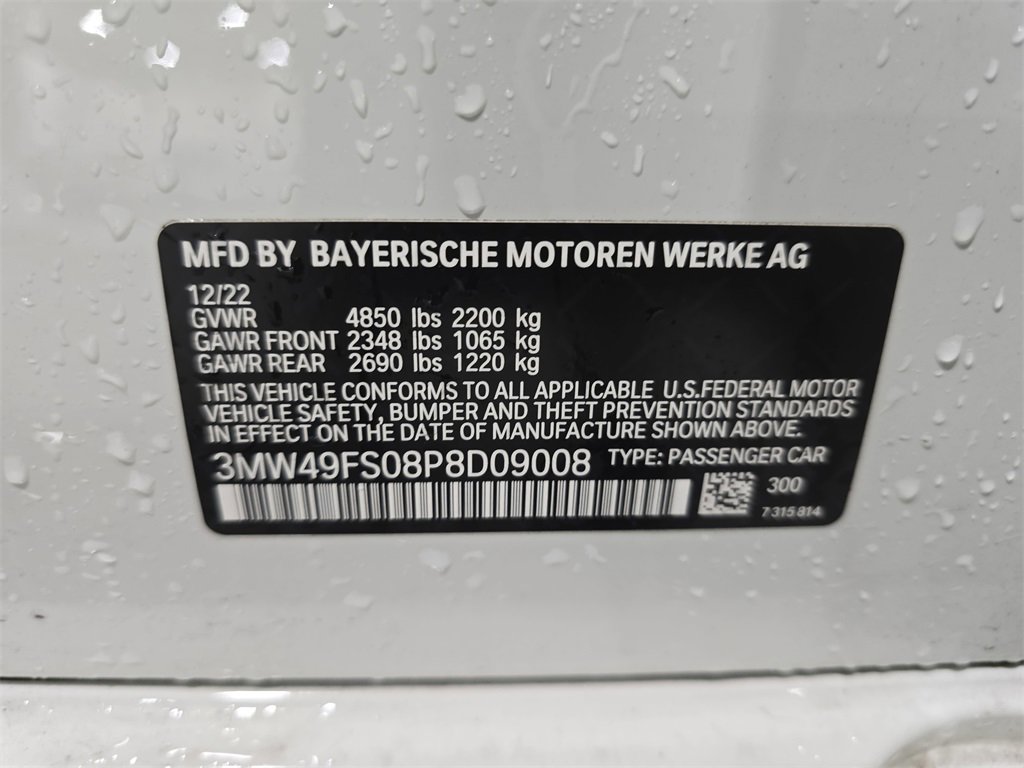 MFD BY BAYERISCHE MOTOREN WERKE AG
12/22
GVWR 4850 lbs 2200 kg
GAWR FRONT 2348 lbs 1065 kg
GAWR REAR 2690 lbs 1220 kg
THIS VEHICLE CONFORMS TO ALL APPLICABLE U.S.FEDERAL MOTOR
VEHICLE SAFETY, BUMPER AND THEFT PREVENTION STANDARDS
IN EFFECT ON THE DATE OF MANUFACTURE SHOWN ABOVE.
3MW49FS08P8D09008 TYPE: PASSENGER CAR
300
7 315 814